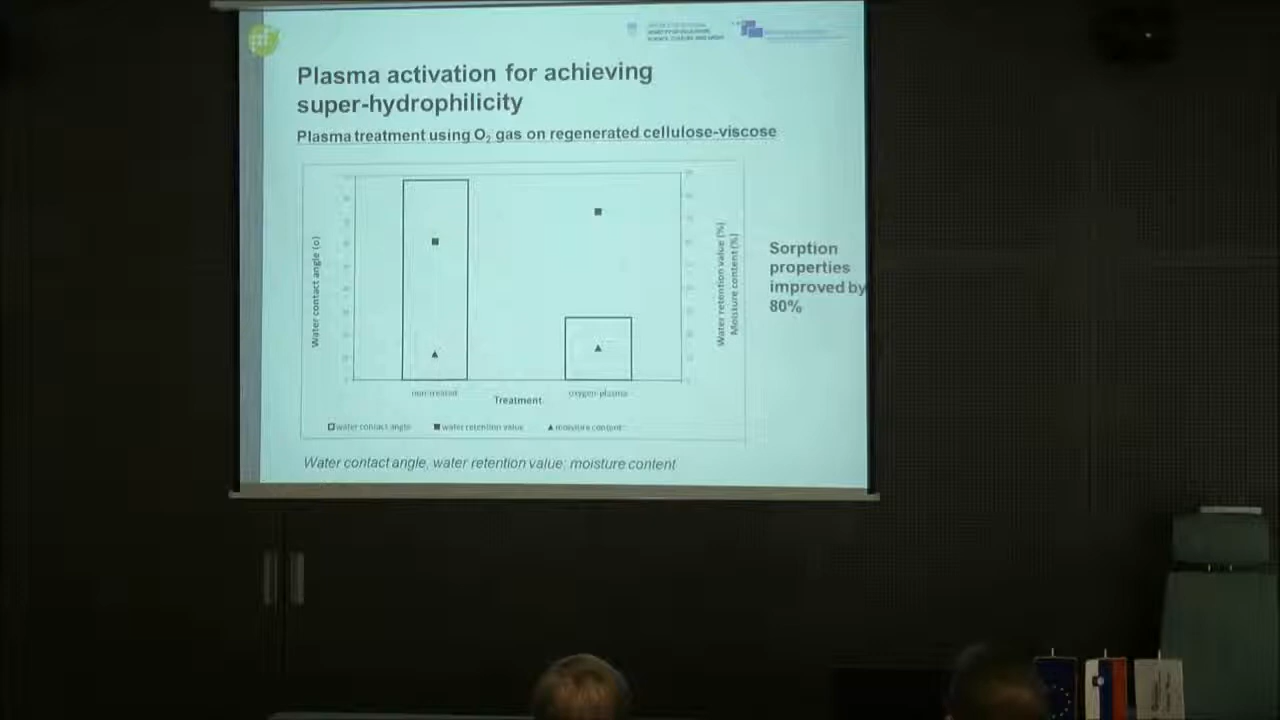 Plasma activation for achieving
super-hydrophilicity
Plasma treatment using O₂ gas on regenerated cellulose-viscose
Water contact angle (o)
Water retention value (%)
Moisture content (%)
non-treated
oxygen-plasma
Treatment
water contact angle
water retention value
moisture content
Water contact angle, water retention value; moisture content
Sorption
properties
improved by
80%